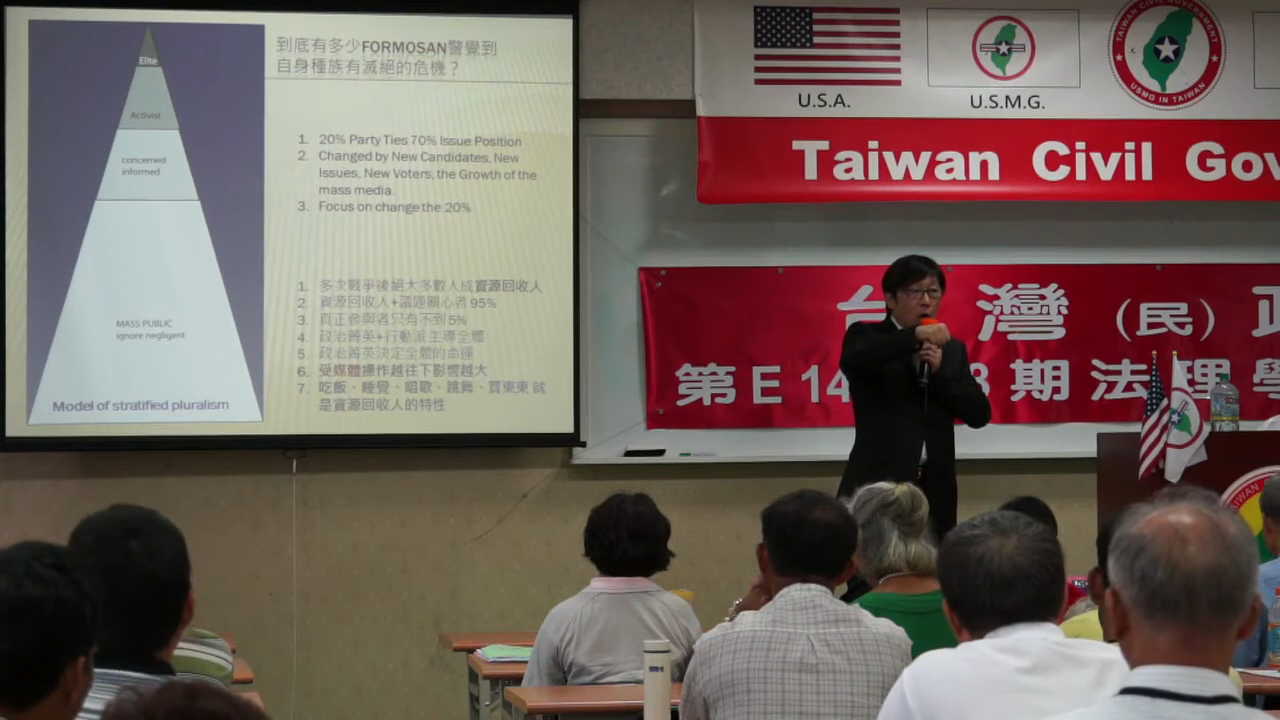 到底有多少FORMOSAN警覺到
自身種族有滅絕的危機？
Elite
Activist
concerned
informed
MASS PUBLIC
ignore negligent
Model of stratified pluralism
1. 20% Party Ties 70% Issue Position
2. Changed by New Candidates, New
Issues, New Voters, the Growth of the
mass media.
3. Focus on change the 20%
1. 多次戰爭後絕大多數人成資源回收人
2. 資源回收人+議題關心者 95%
3. 真正參與者只有不到5%
4. 政治菁英+行動派 主導全體
5. 政治菁英決定全體的命運
6. 受媒體操作越往下影響越大
7. 吃飯、睡覺、唱歌、跳舞、買東東 就
是資源回收人的特性
U.S.A.
U.S.M.G.
TAIWAN CIVIL GOVERNMENT
USMG IN TAIWAN
Taiwan Civil Gov
灣 (民) 政
第 E 14 期 法 理 學
TAIWAN